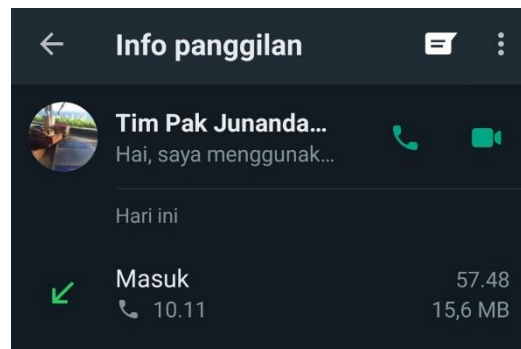 Info panggilan
Tim Pak Junanda...
Hai, saya menggunak...
Hari ini
Masuk 57.48
10.11 15,6 MB